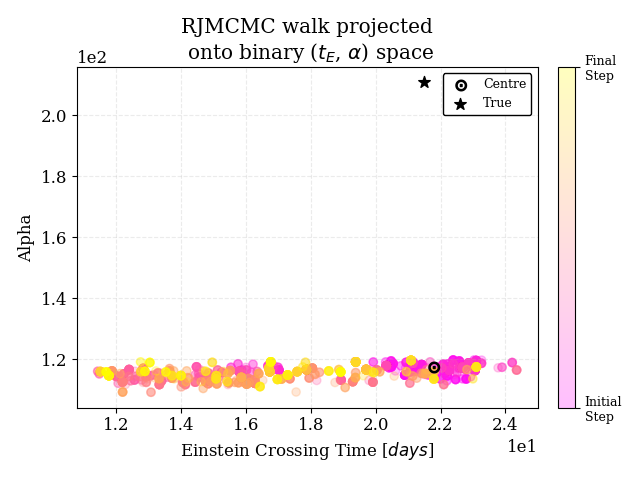 RJMCMC walk projected
onto binary (t_E, α) space
1e2
Centre
True
Final
Step
2.0
1.8
1.6
1.4
1.2
Alpha
Initial
Step
1.2 1.4 1.6 1.8 2.0 2.2 2.4
1e1
Einstein Crossing Time [days]